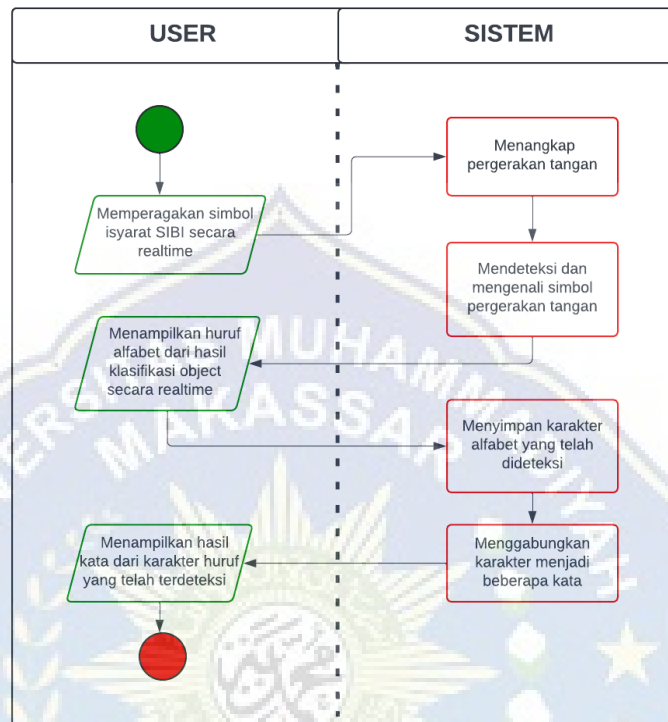 USER
SISTEM
Memperagakan simbol
isyarat SIBI secara
realtime
Menangkap
pergerakan tangan
Mendeteksi dan
mengenali simbol
pergerakan tangan
Menampilkan huruf
alfabet dari hasil
klasifikasi object
secara realtime
Menyimpan karakter
alfabet yang telah
dideteksi
Menggabungkan
karakter menjadi
beberapa kata
Menampilkan hasil
kata dari karakter huruf
yang telah terdeteksi
MUHAMMADIYAH
MAKASSAR